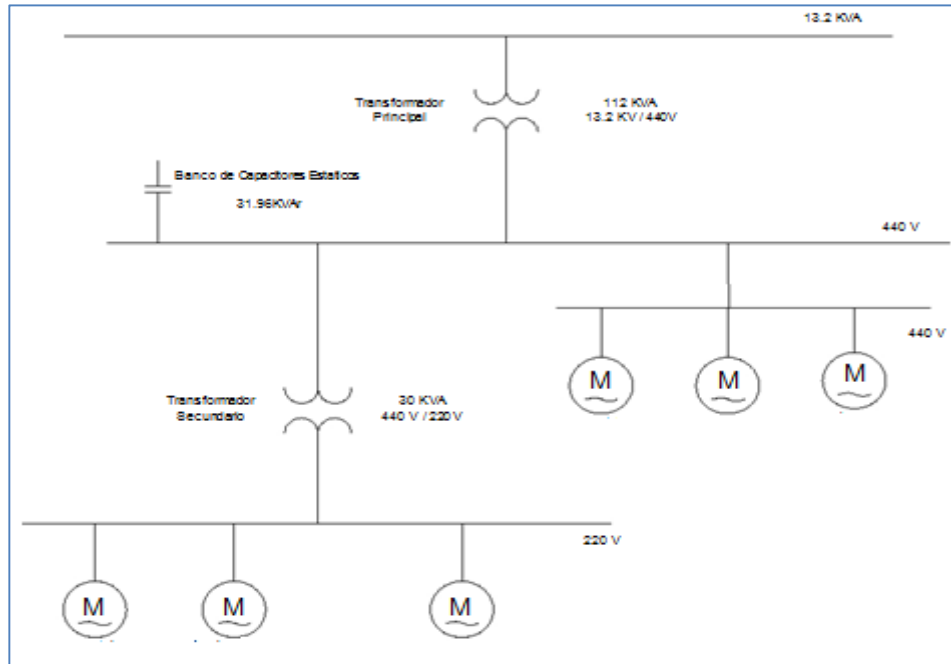 13.2 KVA
Transformador
Principal
112 KVA
13.2 KV / 440V
Banco de Capactores Estaticos
31.96KVAr
440 V
440 V
M
M
M
Transformador
Secundario
30 KVA
440 V / 220V
220 V
M
M
M